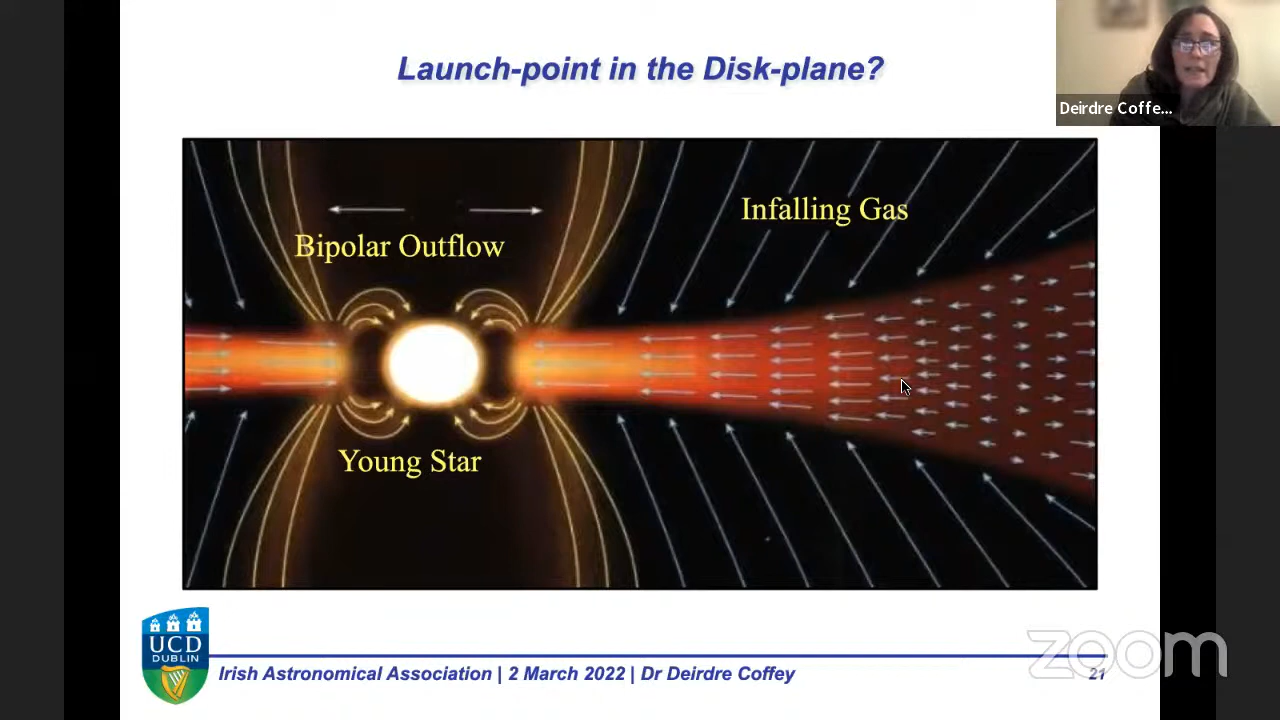 Launch-point in the Disk-plane?
Deirdre Coffe...
Infalling Gas
Bipolar Outflow
Young Star
UCD
DUBLIN
Irish Astronomical Association | 2 March 2022 | Dr Deirdre Coffey
21
zoom